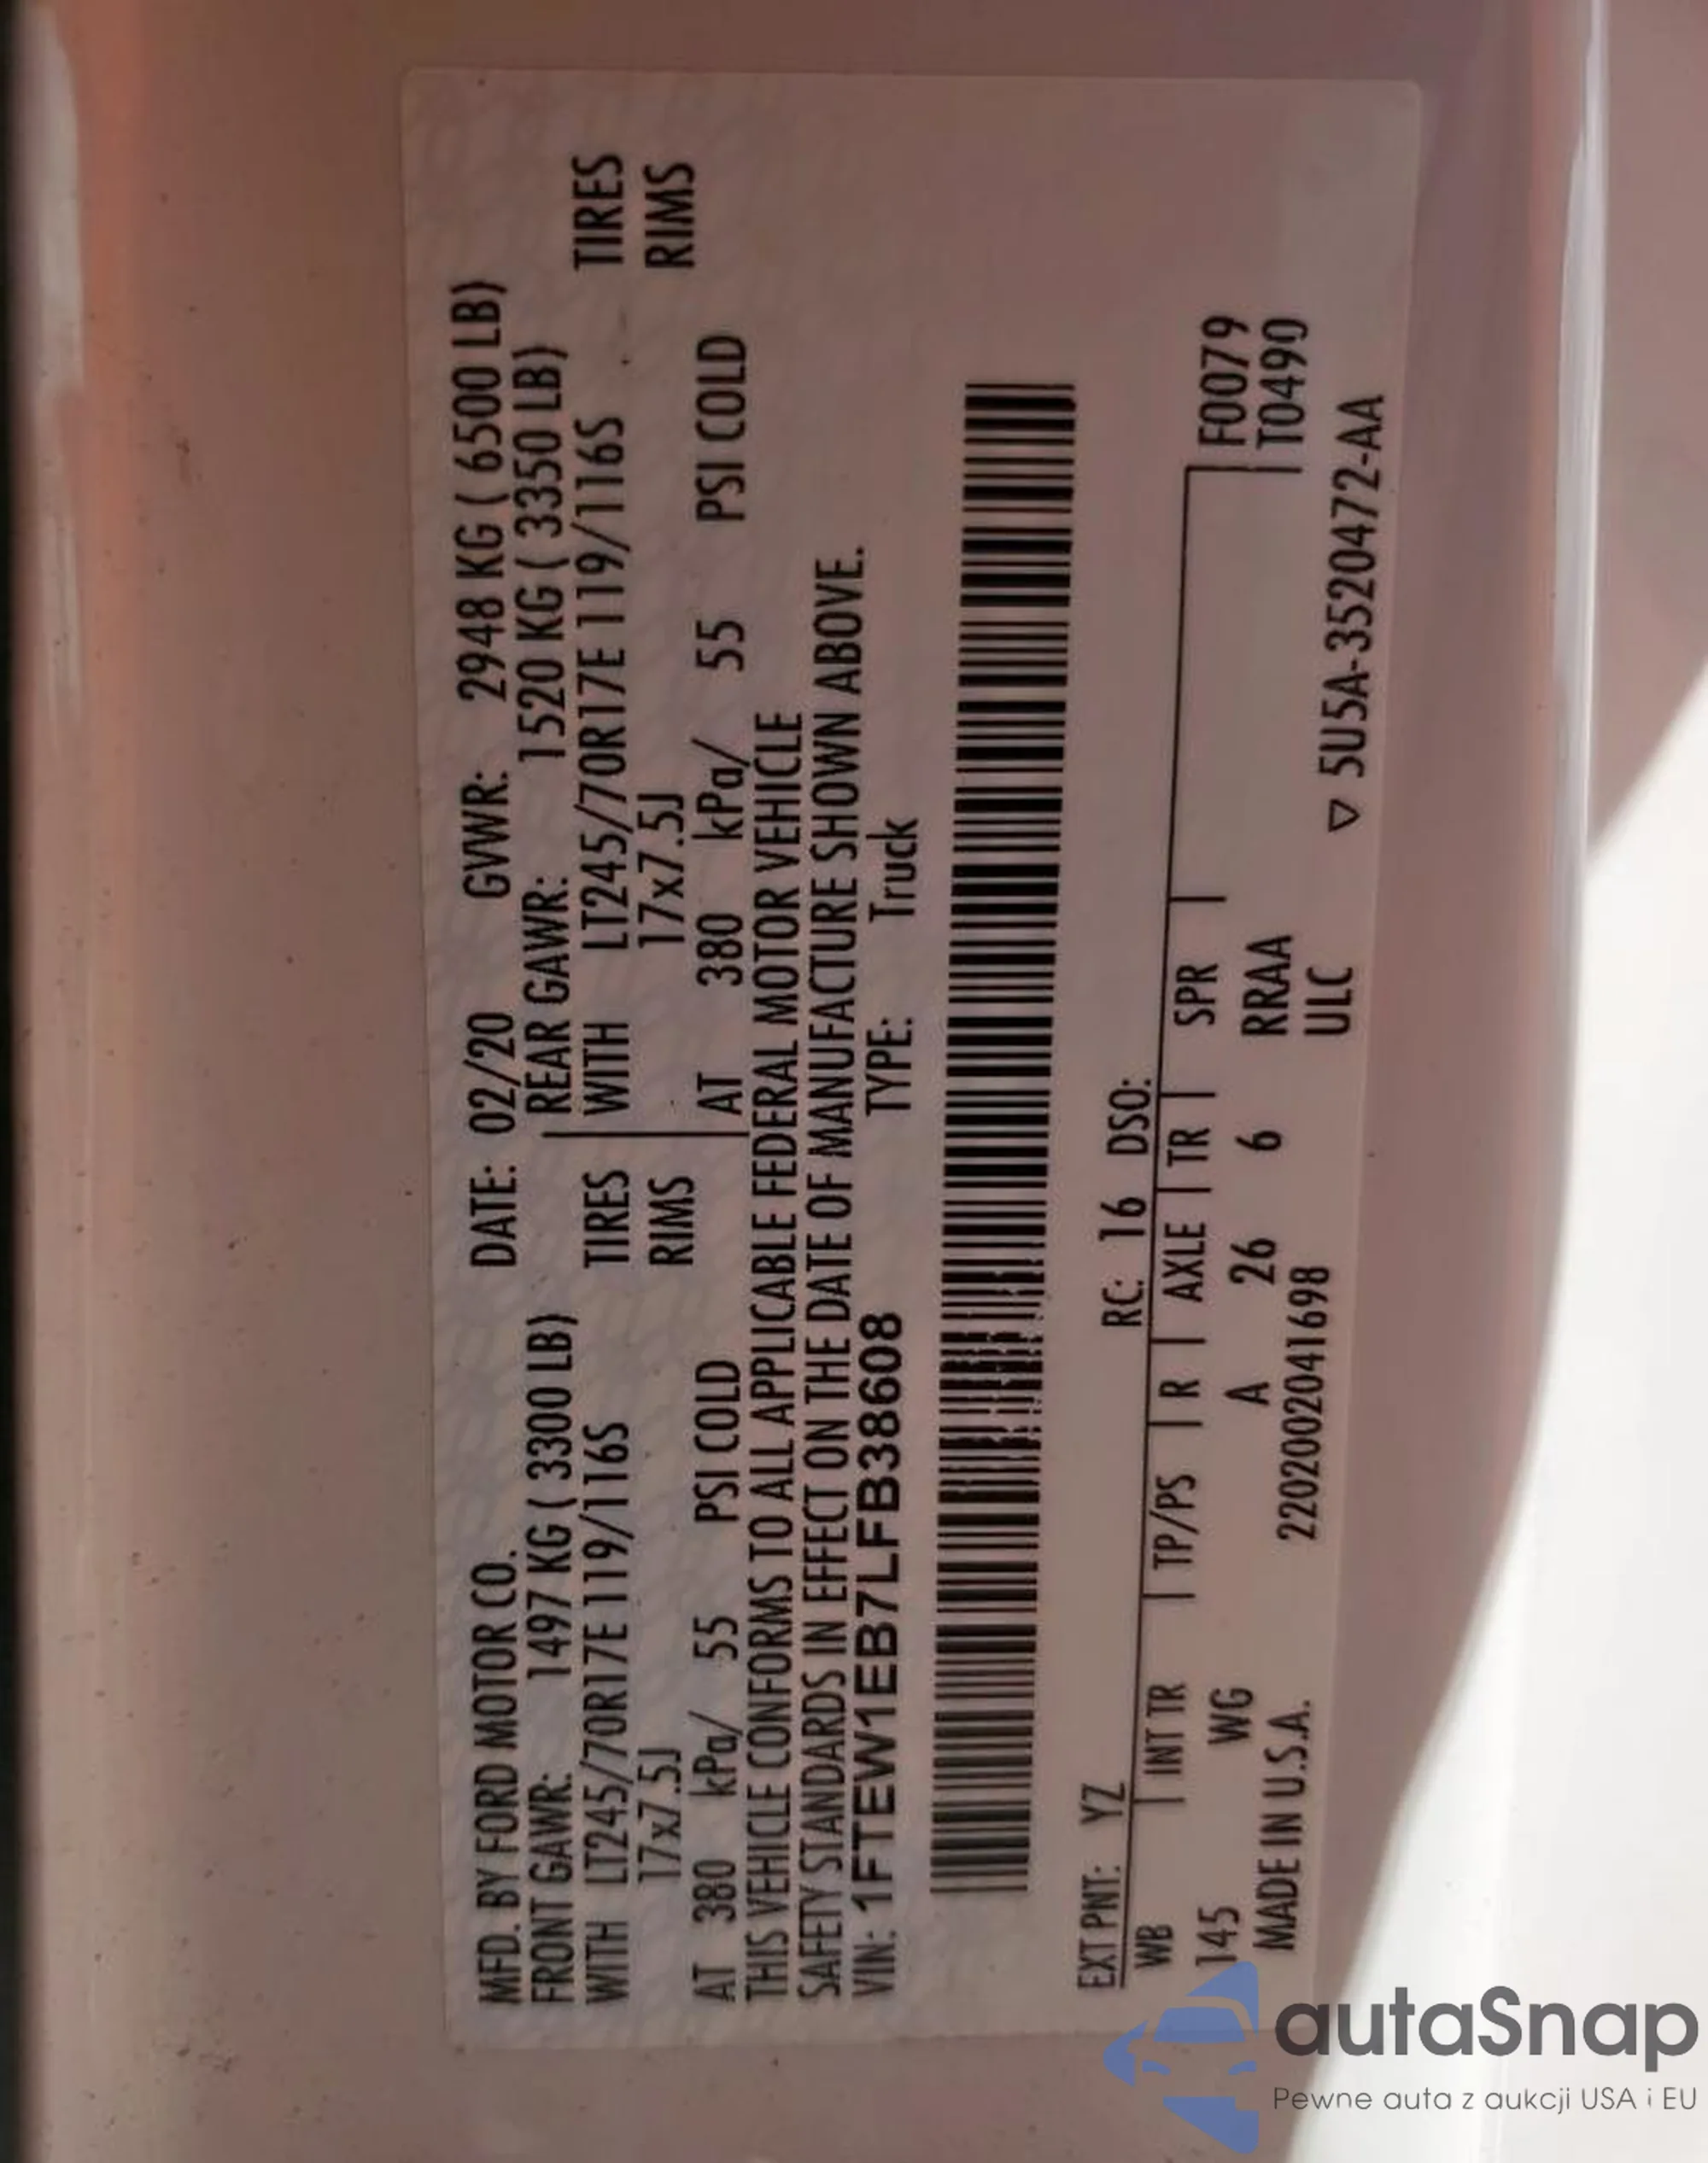 MFD. BY FORD MOTOR CO.
DATE: 02/20 GVWR: 2948 KG ( 6500 LB)
FRONT GAWR: 1497 KG ( 3300 LB)
REAR GAWR: 1520 KG ( 3350 LB)
WITH LT245/70R17E 119/116S TIRES
WITH LT245/70R17E 119/116S TIRES
17x7.5J RIMS
17x7.5J RIMS
AT 380 kPa/ 55 PSI COLD
AT 380 kPa/ 55 PSI COLD
THIS VEHICLE CONFORMS TO ALL APPLICABLE FEDERAL MOTOR VEHICLE
SAFETY STANDARDS IN EFFECT ON THE DATE OF MANUFACTURE SHOWN ABOVE.
VIN: 1FTEW1EB7LFB38608 TYPE: Truck
EXT PNT: YZ RC: 16 DSO:
WB | INT TR | TP/PS | R | AXLE | TR | SPR | F0079
145 WG A 26 6 RRAA T0490
MADE IN U.S.A. 220200204 1698 ULC
▽ 5U5A-3520472-AA
autaSnap
Pewne auta z aukcji USA i EU